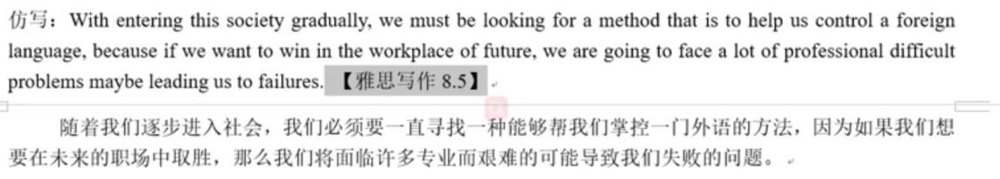 仿写：With entering this society gradually, we must be looking for a method that is to help us control a foreign
language, because if we want to win in the workplace of future, we are going to face a lot of professional difficult
problems maybe leading us to failures. 【雅思写作 8.5】
随着我们逐步进入社会，我们必须要一直寻找一种能够帮我们掌控一门外语的方法，因为如果我们想
要在未来的职场中取胜，那么我们将面临许多专业而艰难的可能导致我们失败的问题。